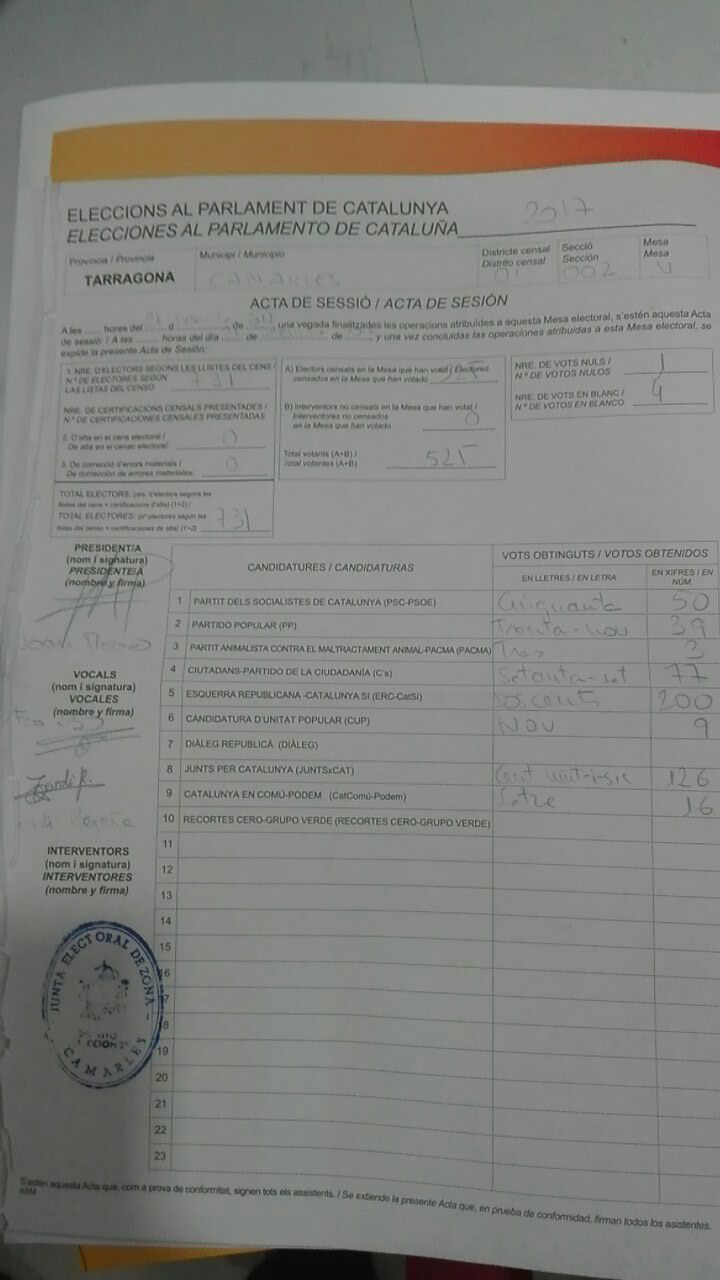 ELECCIONS AL PARLAMENT DE CATALUNYA
ELECCIONES AL PARLAMENTO DE CATALUÑA 2017
Provincia / Provincia
TARRAGONA
Municipi / Municipio
CAMARLES
Districte censal
Distrito censal
01
Secció
Sección
002
Mesa
Mesa
U
ACTA DE SESSIÓ / ACTA DE SESIÓN
A les ...... hores del ...... d ......, de ......, una vegada finalitzades les operacions atribuïdes a aquesta Mesa electoral, s'estén aquesta Acta
de sessió. / A las ...... horas del día ...... de ...... de ......, y una vez concluidas las operaciones atribuidas a esta Mesa electoral, se
expide la presente Acta de Sesión:
1. NRE. D'ELECTORS SEGONS LES LLISTES DEL CENS /
N.º DE ELECTORES SEGÚN
LAS LISTAS DEL CENSO 731
NRE. DE CERTIFICACIONS CENSALS PRESENTADES /
N.º DE CERTIFICACIONES CENSALES PRESENTADAS
2. D'alta en el cens electoral /
De alta en el censo electoral: 0
3. De correcció d'errors materials /
De corrección de errores materiales: 0
TOTAL ELECTORS: (nre. d'electors segons les
llistes del cens + certificacions d'alta) (1+2) /
TOTAL ELECTORES: (nº electores según las
listas del censo + certificaciones de alta) (1+2) 731
A) Electors censats en la Mesa que han votat / Electores
censados en la Mesa que han votado 525
B) Interventors no censats en la Mesa que han votat /
Interventores no censados
en la Mesa que han votado 0
Total votants (A+B) /
Total votantes (A+B) 525
NRE. DE VOTS NULS /
N.º DE VOTOS NULOS 1
NRE. DE VOTS EN BLANC /
N.º DE VOTOS EN BLANCO 4
PRESIDENT/A
(nom i signatura)
PRESIDENTE/A
(nombre y firma)
VOCALS
(nom i signatura)
VOCALES
(nombre y firma)
Jordi R.
INTERVENTORS
(nom i signatura)
INTERVENTORES
(nombre y firma)
JUNTA ELECTORAL DE ZONA
CAMARLES
CANDIDATURES / CANDIDATURAS
VOTS OBTINGUTS / VOTOS OBTENIDOS
EN LLETRES / EN LETRA
EN XIFRES / EN NÚM.
1 PARTIT DELS SOCIALISTES DE CATALUNYA (PSC-PSOE) Cinquanta 50
2 PARTIDO POPULAR (PP) Trenta-nou 39
3 PARTIT ANIMALISTA CONTRA EL MALTRACTAMENT ANIMAL-PACMA (PACMA) Tres 3
4 CIUTADANS-PARTIDO DE LA CIUDADANÍA (C's) Setanta-set 77
5 ESQUERRA REPUBLICANA -CATALUNYA SÍ (ERC-CatSí) Doscents 200
6 CANDIDATURA D'UNITAT POPULAR (CUP) Nou 9
7 DIÀLEG REPUBLICÀ (DIÀLEG)
8 JUNTS PER CATALUNYA (JUNTSxCAT) Cent vint-i-sis 126
9 CATALUNYA EN COMÚ-PODEM (CatComú-Podem) Setze 16
10 RECORTES CERO-GRUPO VERDE (RECORTES CERO-GRUPO VERDE)
11
12
13
14
15
16
17
18
19
20
21
22
23
S'estén aquesta Acta que, com a prova de conformitat, signen tots els assistents. / Se extiende la presente Acta que, en prueba de conformidad, firman todos los asistentes.